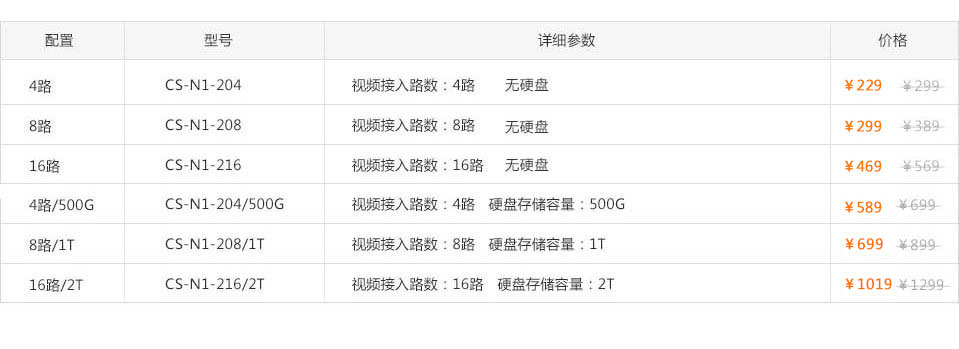 配置 型号 详细参数 价格
4路 CS-N1-204 视频接入路数：4路 无硬盘 ￥229 ￥299
8路 CS-N1-208 视频接入路数：8路 无硬盘 ￥299 ￥389
16路 CS-N1-216 视频接入路数：16路 无硬盘 ￥469 ￥569
4路/500G CS-N1-204/500G 视频接入路数：4路 硬盘存储容量：500G ￥589 ￥699
8路/1T CS-N1-208/1T 视频接入路数：8路 硬盘存储容量：1T ￥699 ￥899
16路/2T CS-N1-216/2T 视频接入路数：16路 硬盘存储容量：2T ￥1019 ￥1299